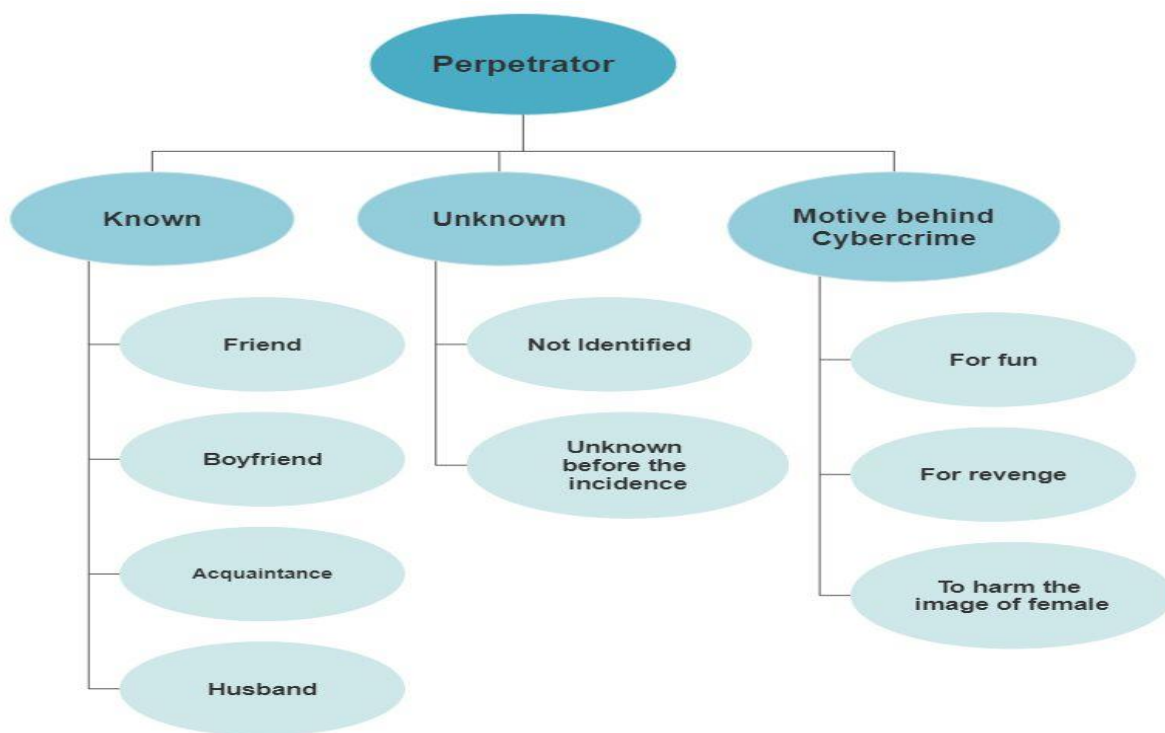 Perpetrator
Known
Unknown
Motive behind
Cybercrime
Friend
Boyfriend
Acquaintance
Husband
Not Identified
Unknown
before the
incidence
For fun
For revenge
To harm the
image of female